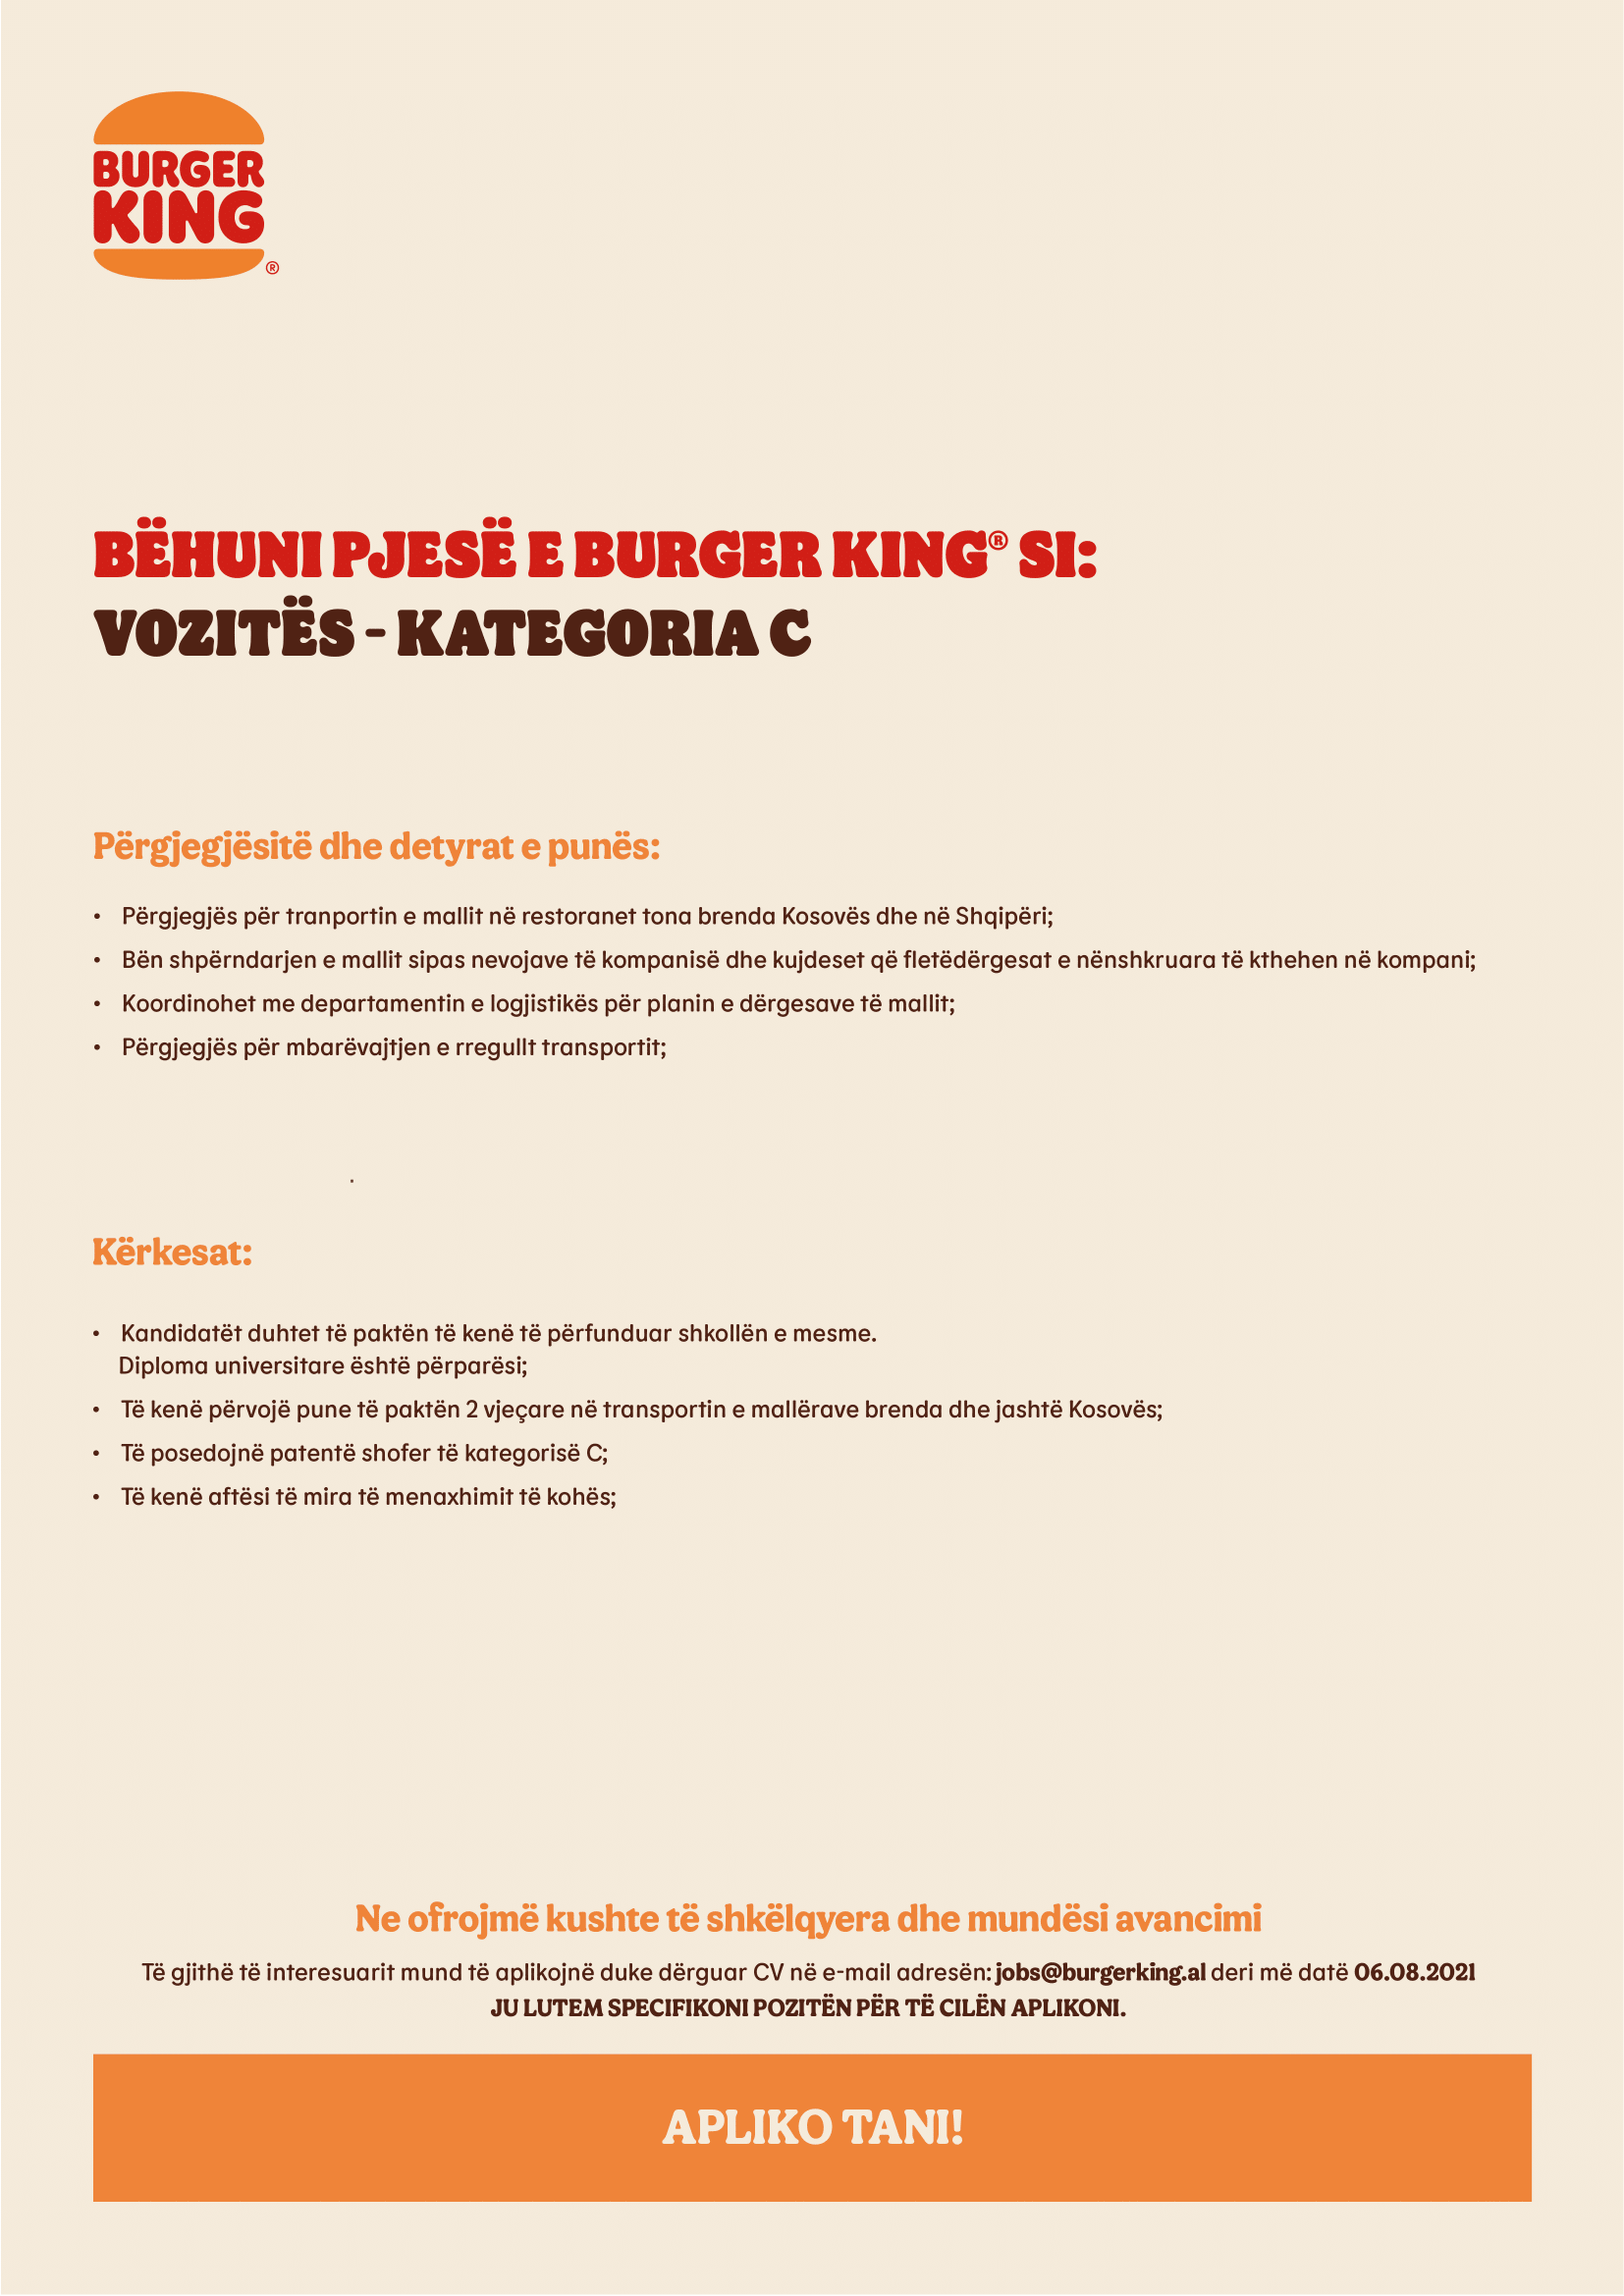 BURGER
KING
®
BËHUNI PJESË E BURGER KING® SI:
VOZITËS - KATEGORIA C
Përgjegjësitë dhe detyrat e punës:
• Përgjegjës për tranportin e mallit në restoranet tona brenda Kosovës dhe në Shqipëri;
• Bën shpërndarjen e mallit sipas nevojave të kompanisë dhe kujdeset që fletëdërgesat e nënshkruara të kthehen në kompani;
• Koordinohet me departamentin e logjistikës për planin e dërgesave të mallit;
• Përgjegjës për mbarëvajtjen e rregullt transportit;
.
Kërkesat:
• Kandidatët duhtet të paktën të kenë të përfunduar shkollën e mesme.
Diploma universitare është përparësi;
• Të kenë përvojë pune të paktën 2 vjeçare në transportin e mallërave brenda dhe jashtë Kosovës;
• Të posedojnë patentë shofer të kategorisë C;
• Të kenë aftësi të mira të menaxhimit të kohës;
Ne ofrojmë kushte të shkëlqyera dhe mundësi avancimi
Të gjithë të interesuarit mund të aplikojnë duke dërguar CV në e-mail adresën: jobs@burgerking.al deri më datë 06.08.2021
JU LUTEM SPECIFIKONI POZITËN PËR TË CILËN APLIKONI.
APLIKO TANI!